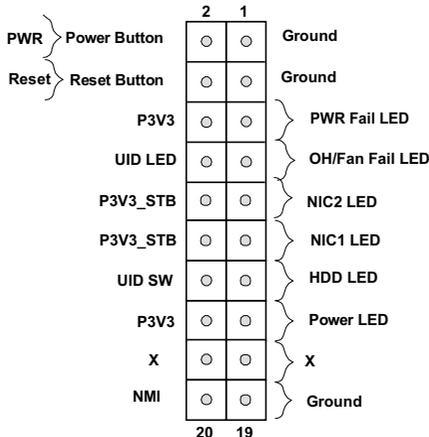 2 1
PWR Power Button Ground
Reset Reset Button Ground
P3V3 PWR Fail LED
UID LED OH/Fan Fail LED
P3V3_STB NIC2 LED
P3V3_STB NIC1 LED
UID SW HDD LED
P3V3 Power LED
X X
NMI Ground
20 19